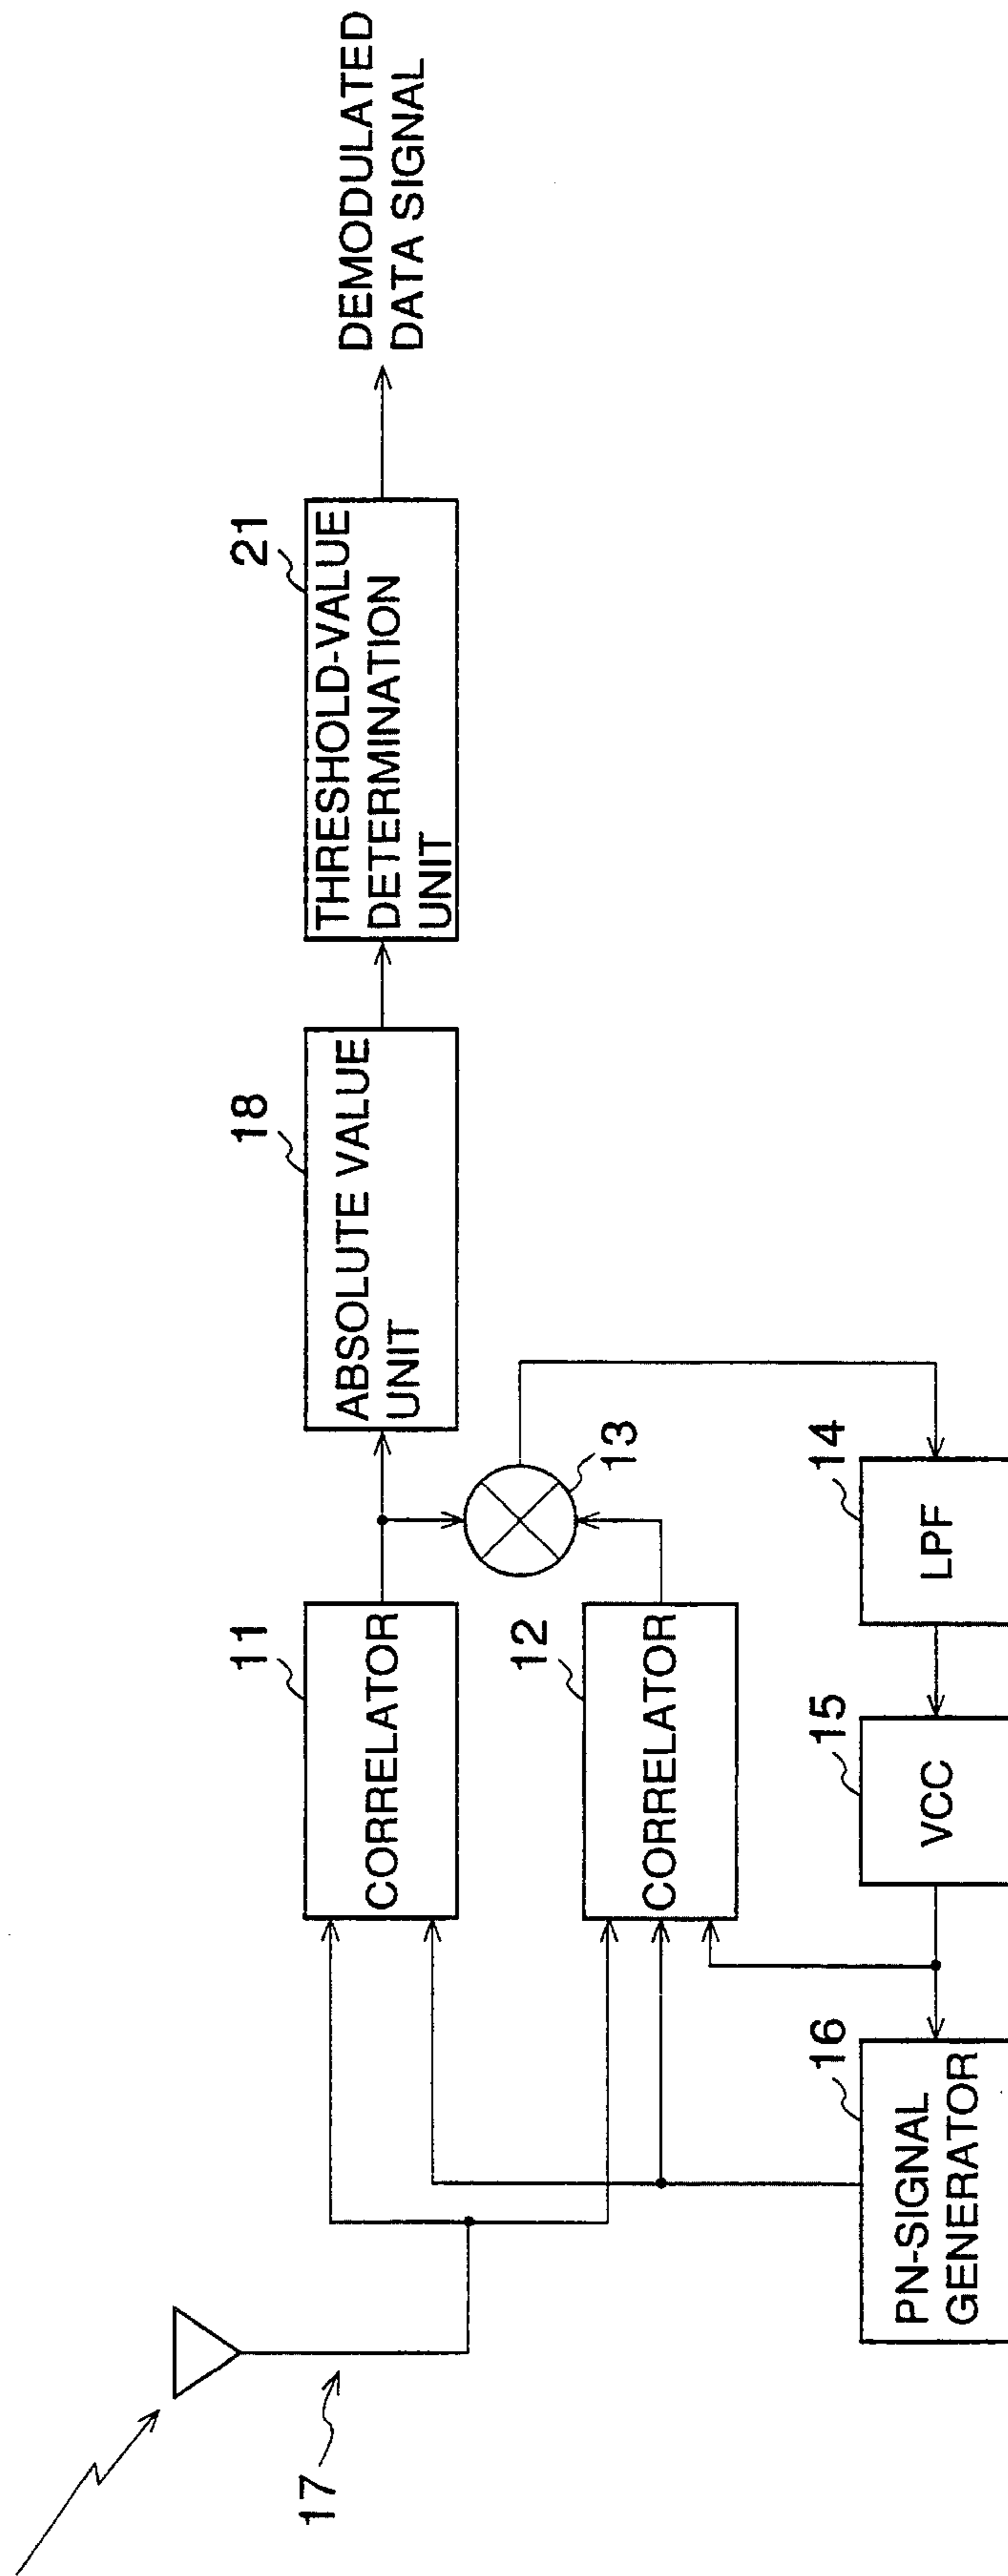 17
11
CORRELATOR
12
CORRELATOR
13
18
ABSOLUTE VALUE
UNIT
21
THRESHOLD-VALUE
DETERMINATION
UNIT
DEMODULATED
DATA SIGNAL
16
PN-SIGNAL
GENERATOR
15
VCC
14
LPF